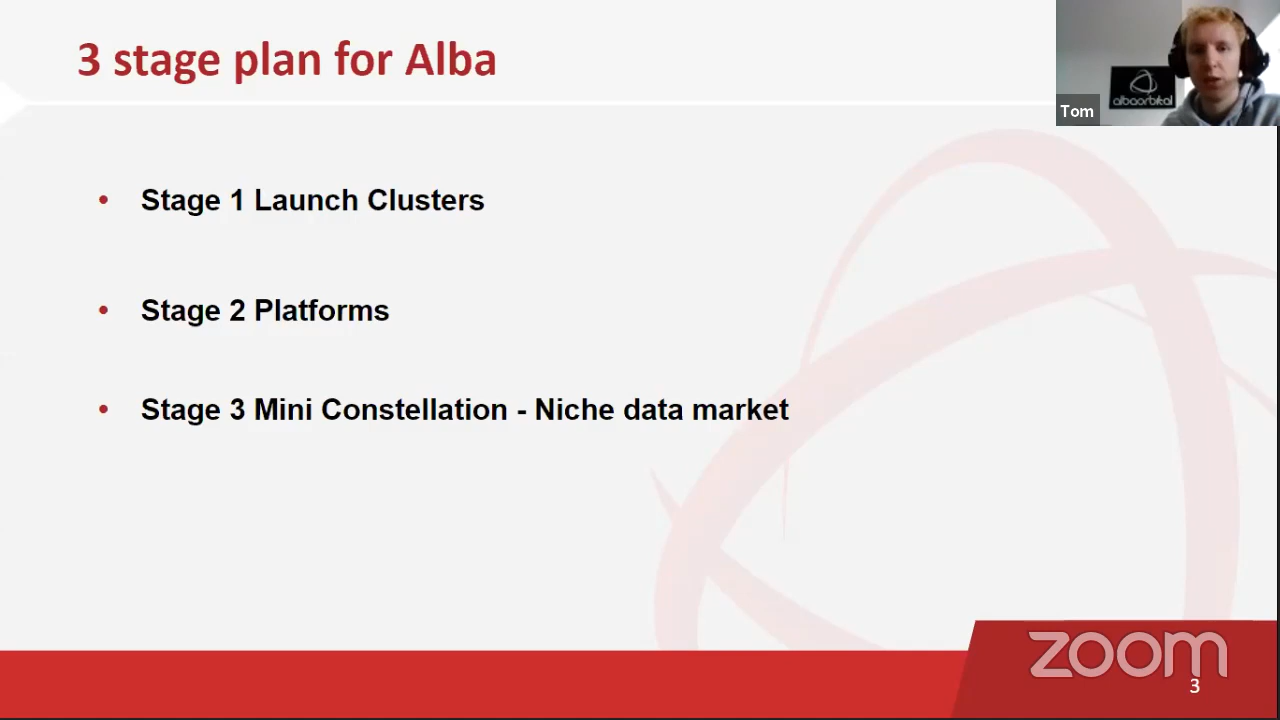 3 stage plan for Alba
albaorbital
Tom
• Stage 1 Launch Clusters
• Stage 2 Platforms
• Stage 3 Mini Constellation - Niche data market
zoom
3